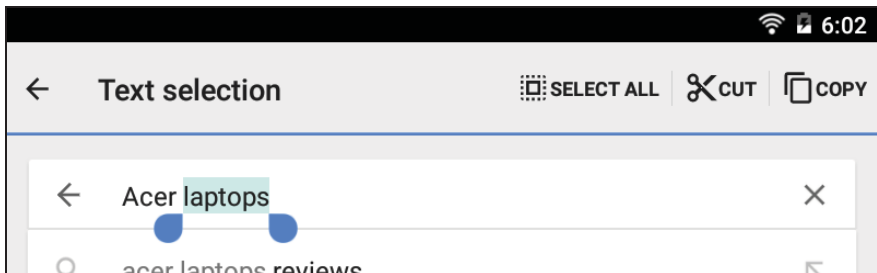 6:02
Text selection SELECT ALL CUT COPY
Acer laptops
acer laptops reviews